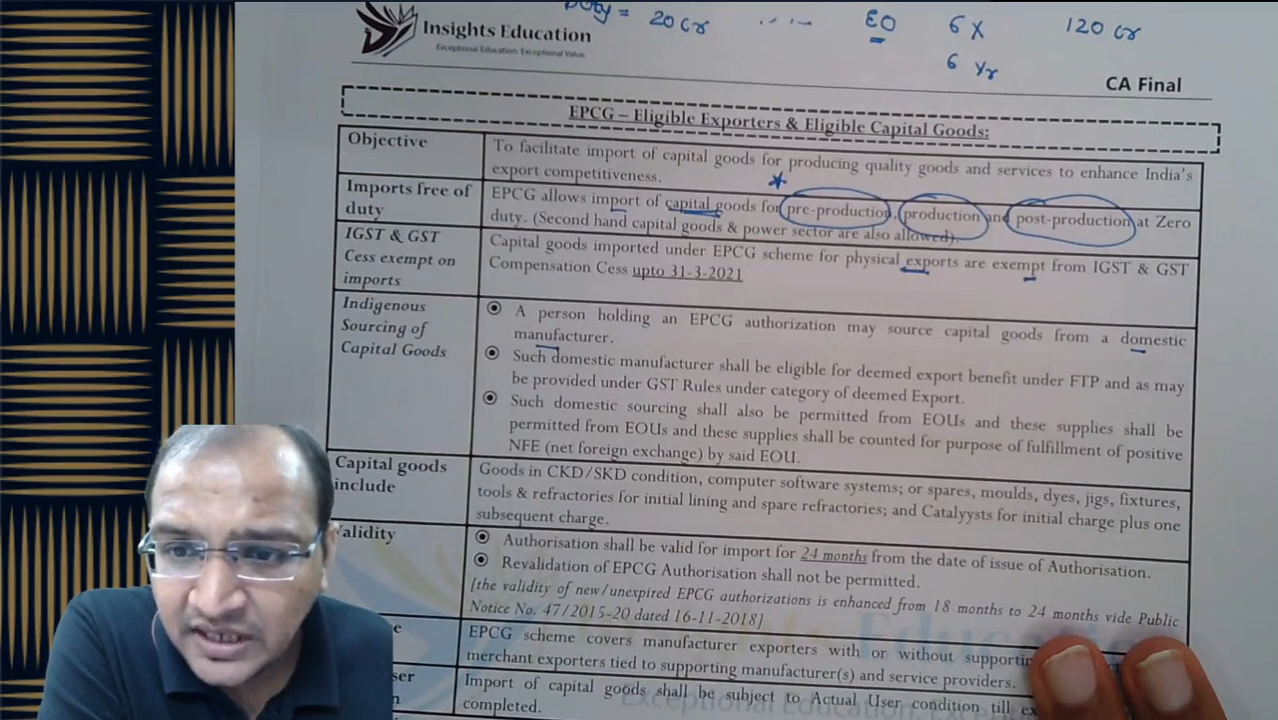 Duty = 20 Cr .... EO 6 X 120 Cr
6 Yr
Insights Education
Exceptional Education. Exceptional Value.
CA Final
EPCG – Eligible Exporters & Eligible Capital Goods:
Objective
To facilitate import of capital goods for producing quality goods and services to enhance India's
export competitiveness.
Imports free of
duty
EPCG allows import of capital goods for pre-production, production and post-production at Zero
duty. (Second hand capital goods & power sector are also allowed).
IGST & GST
Cess exempt on
imports
Capital goods imported under EPCG scheme for physical exports are exempt from IGST & GST
Compensation Cess upto 31-3-2021
Indigenous
Sourcing of
Capital Goods
A person holding an EPCG authorization may source capital goods from a domestic
manufacturer.
Such domestic manufacturer shall be eligible for deemed export benefit under FTP and as may
be provided under GST Rules under category of deemed Export.
Such domestic sourcing shall also be permitted from EOUs and these supplies shall be
permitted from EOUs and these supplies shall be counted for purpose of fulfillment of positive
NFE (net foreign exchange) by said EOU.
Capital goods
include
Goods in CKD/SKD condition, computer software systems; or spares, moulds, dyes, jigs, fixtures,
tools & refractories for initial lining and spare refractories; and Catalyysts for initial charge plus one
subsequent charge.
Validity
Authorisation shall be valid for import for 24 months from the date of issue of Authorisation.
Revalidation of EPCG Authorisation shall not be permitted.
[the validity of new/unexpired EPCG authorizations is enhanced from 18 months to 24 months vide Public
Notice No. 47/2015-20 dated 16-11-2018]
EPCG scheme covers manufacturer exporters with or without
merchant exporters tied to supporting manufacturer(s) and service providers.
Import of capital goods shall be subject to Actual User condition till
completed.